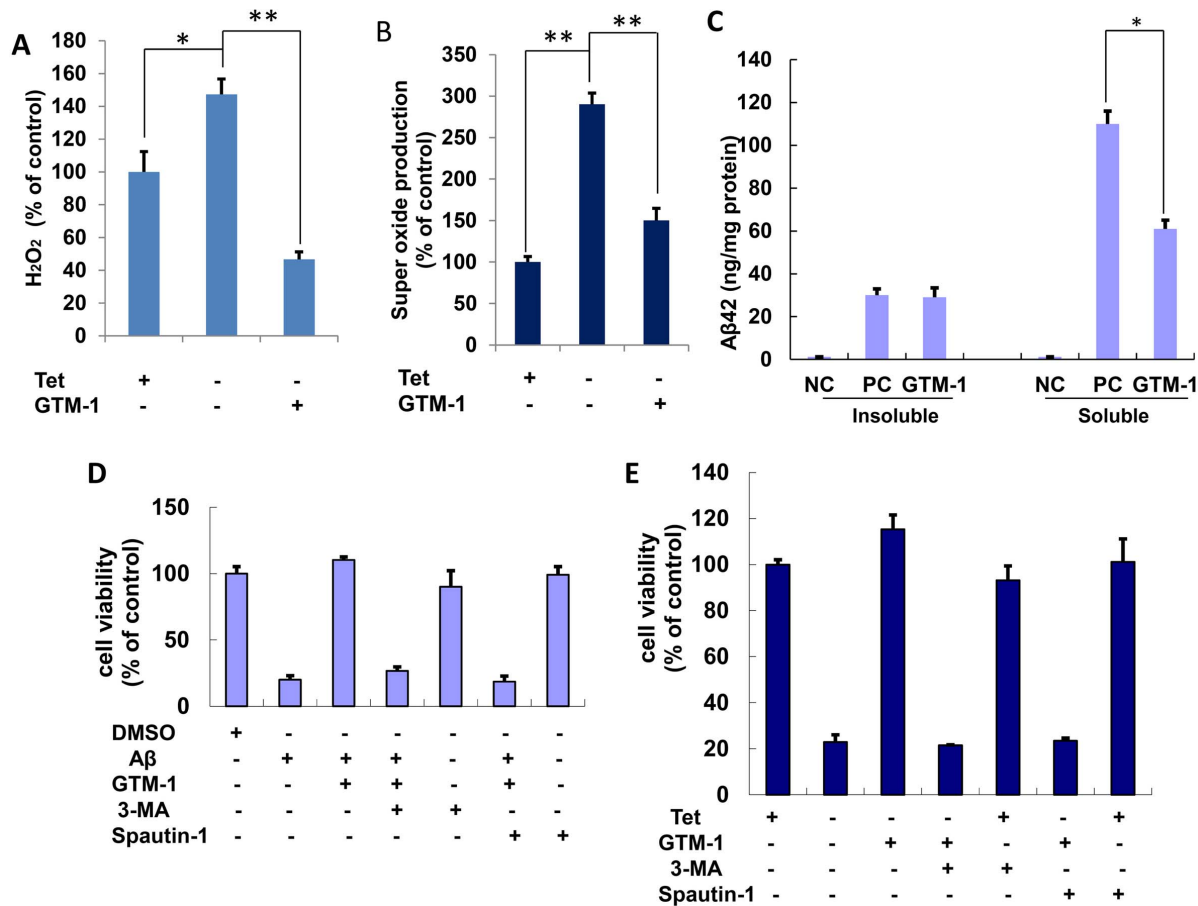 A
H₂O₂ (% of control)
180
160
140
120
100
80
60
40
20
0
*
**
Tet + - -
GTM-1 - - +
B
Super oxide production
(% of control)
350
300
250
200
150
100
50
0
**
**
Tet + - -
GTM-1 - - +
C
Aβ42 (ng/mg protein)
140
120
100
80
60
40
20
0
*
NC PC GTM-1 NC PC GTM-1
Insoluble Soluble
D
cell viability
(% of control)
150
100
50
0
DMSO + - - - - - -
Aβ - + + + - + -
GTM-1 - - + + - + -
3-MA - - - + + - -
Spautin-1 - - - - - + +
E
cell viability
(% of control)
140
120
100
80
60
40
20
0
Tet + - - - + - +
GTM-1 - - + + - + -
3-MA - - - + + - -
Spautin-1 - - - - - + +